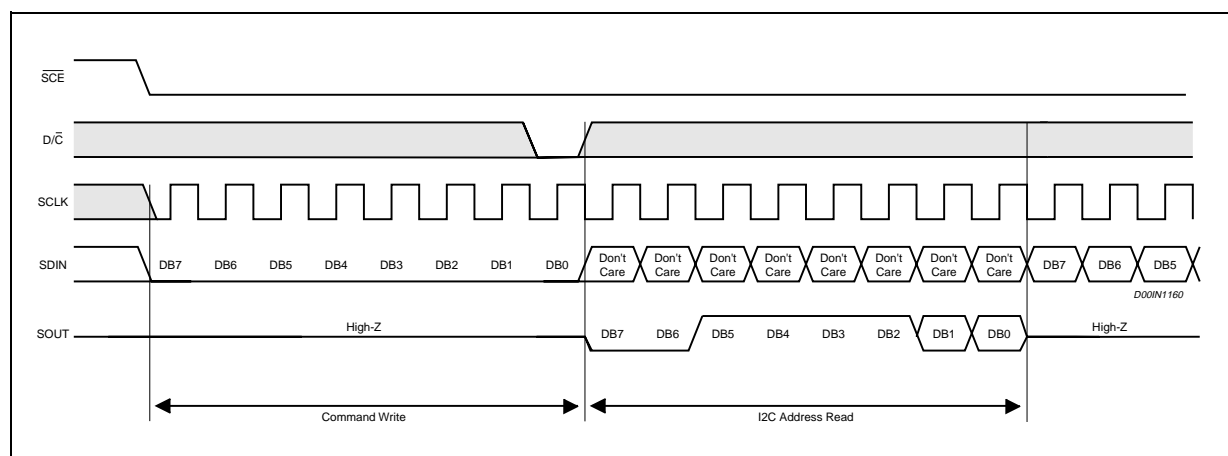 SCE
D/C
SCLK
SDIN DB7 DB6 DB5 DB4 DB3 DB2 DB1 DB0 Don't Care Don't Care Don't Care Don't Care Don't Care Don't Care Don't Care Don't Care DB7 DB6 DB5
D00IN1160
SOUT High-Z DB7 DB6 DB5 DB4 DB3 DB2 DB1 DB0 High-Z
Command Write I2C Address Read